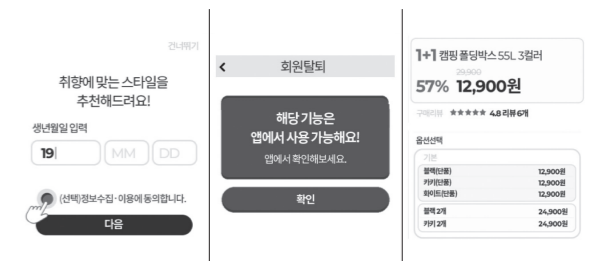 건너뛰기
취향에 맞는 스타일을
추천해드려요!
생년월일 입력
19
MM
DD
(선택)정보수집·이용에 동의합니다.
다음
회원탈퇴
해당 기능은
앱에서 사용 가능해요!
앱에서 확인해보세요.
확인
1+1 캠핑 폴딩박스 55L 3컬러
29,900
57% 12,900원
구매리뷰 ★★★★★ 4.8 리뷰 6개
옵션선택
기본
블랙(단품) 12,900원
카키(단품) 12,900원
화이트(단품) 12,900원
블랙 2개 24,900원
카키 2개 24,900원